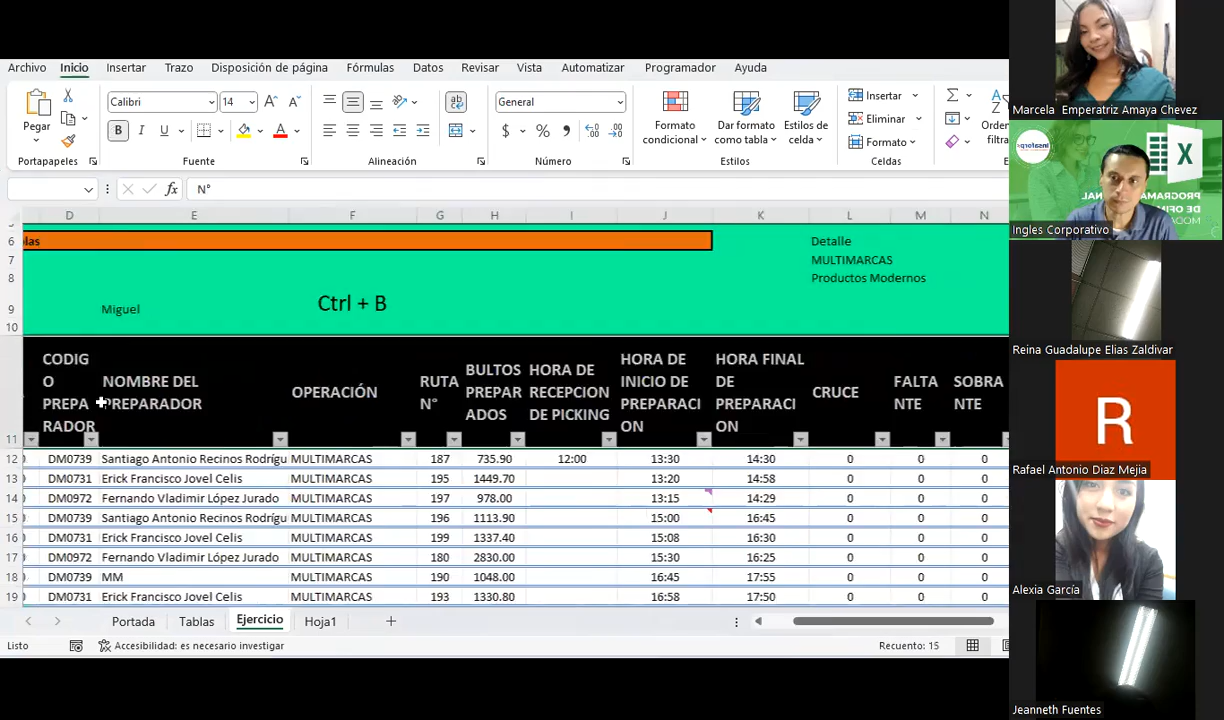 Archivo Inicio Insertar Trazo Disposición de página Fórmulas Datos Revisar Vista Automatizar Programador Ayuda
Pegar
Calibri 14
General
Formato condicional
Dar formato como tabla
Estilos de celda
Insertar
Eliminar
Formato
Portapapeles Fuente Alineación Número Estilos Celdas
fx N°
D E F G H I J K L M N
6 Detalle
7 MULTIMARCAS
8 Productos Modernos
9 Miguel Ctrl + B
10
11 CODIGO PREPARADOR NOMBRE DEL PREPARADOR OPERACIÓN RUTA N° BULTOS PREPARADOS HORA DE RECEPCION DE PICKING HORA DE INICIO DE PREPARACION HORA FINAL DE PREPARACION CRUCE FALTANTE SOBRANTE
12 DM0739 Santiago Antonio Recinos Rodrígu MULTIMARCAS 187 735.90 12:00 13:30 14:30 0 0 0
13 DM0731 Erick Francisco Jovel Celis MULTIMARCAS 195 1449.70 13:20 14:58 0 0 0
14 DM0972 Fernando Vladimir López Jurado MULTIMARCAS 197 978.00 13:15 14:29 0 0 0
15 DM0739 Santiago Antonio Recinos Rodrígu MULTIMARCAS 196 1113.90 15:00 16:45 0 0 0
16 DM0731 Erick Francisco Jovel Celis MULTIMARCAS 199 1337.40 15:08 16:30 0 0 0
17 DM0972 Fernando Vladimir López Jurado MULTIMARCAS 180 2830.00 15:30 16:25 0 0 0
18 DM0739 MM MULTIMARCAS 190 1048.00 16:45 17:55 0 0 0
19 DM0731 Erick Francisco Jovel Celis MULTIMARCAS 193 1330.80 16:58 17:50 0 0 0
Portada Tablas Ejercicio Hoja1
Listo Accesibilidad: es necesario investigar Recuento: 15
Marcela Emperatriz Amaya Chevez
Ingles Corporativo
Reina Guadalupe Elias Zaldivar
R
Rafael Antonio Diaz Mejia
Alexia García
Jeanneth Fuentes